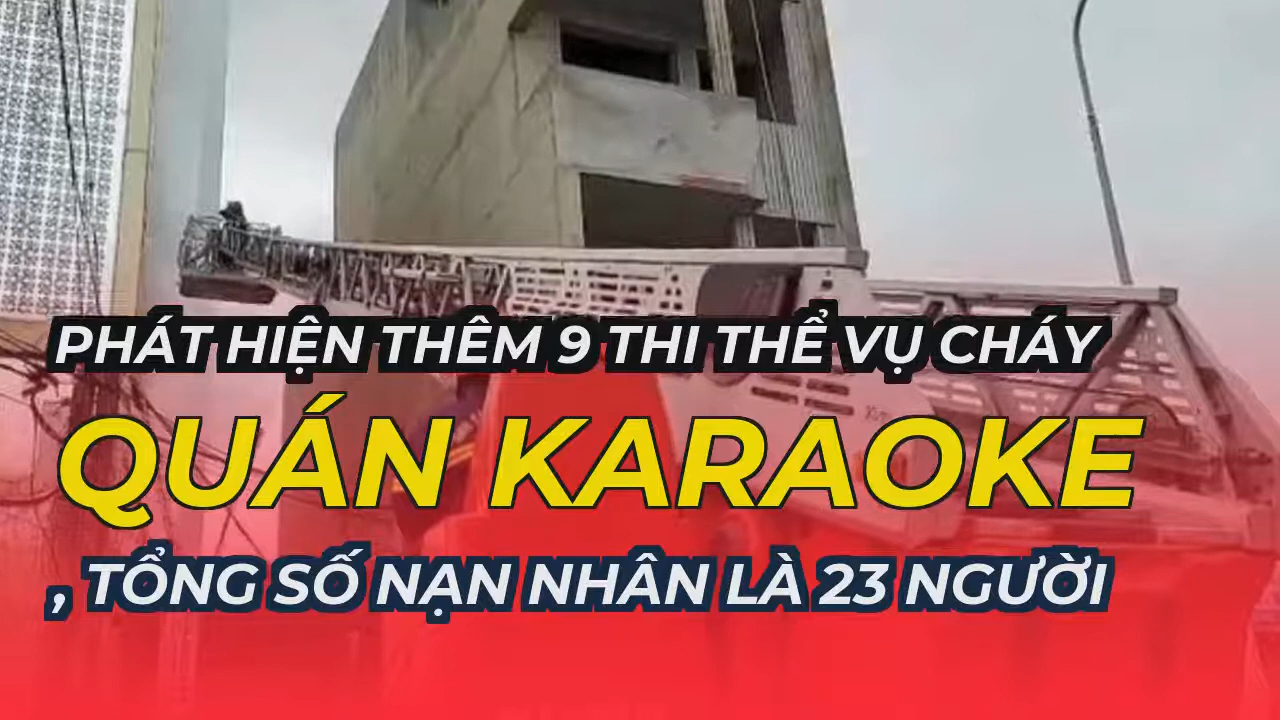 PHÁT HIỆN THÊM 9 THI THỂ VỤ CHÁY
QUÁN KARAOKE
, TỔNG SỐ NẠN NHÂN LÀ 23 NGƯỜI